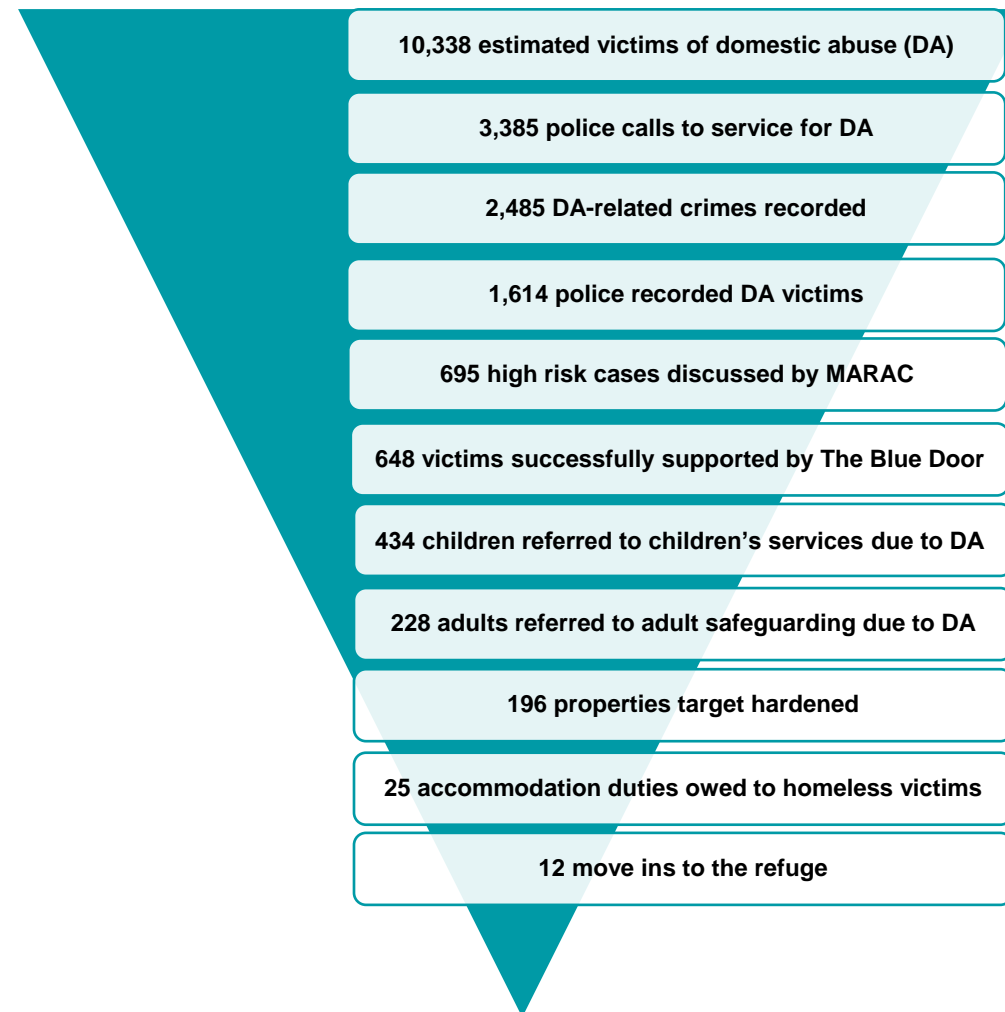 10,338 estimated victims of domestic abuse (DA)
3,385 police calls to service for DA
2,485 DA-related crimes recorded
1,614 police recorded DA victims
695 high risk cases discussed by MARAC
648 victims successfully supported by The Blue Door
434 children referred to children’s services due to DA
228 adults referred to adult safeguarding due to DA
196 properties target hardened
25 accommodation duties owed to homeless victims
12 move ins to the refuge